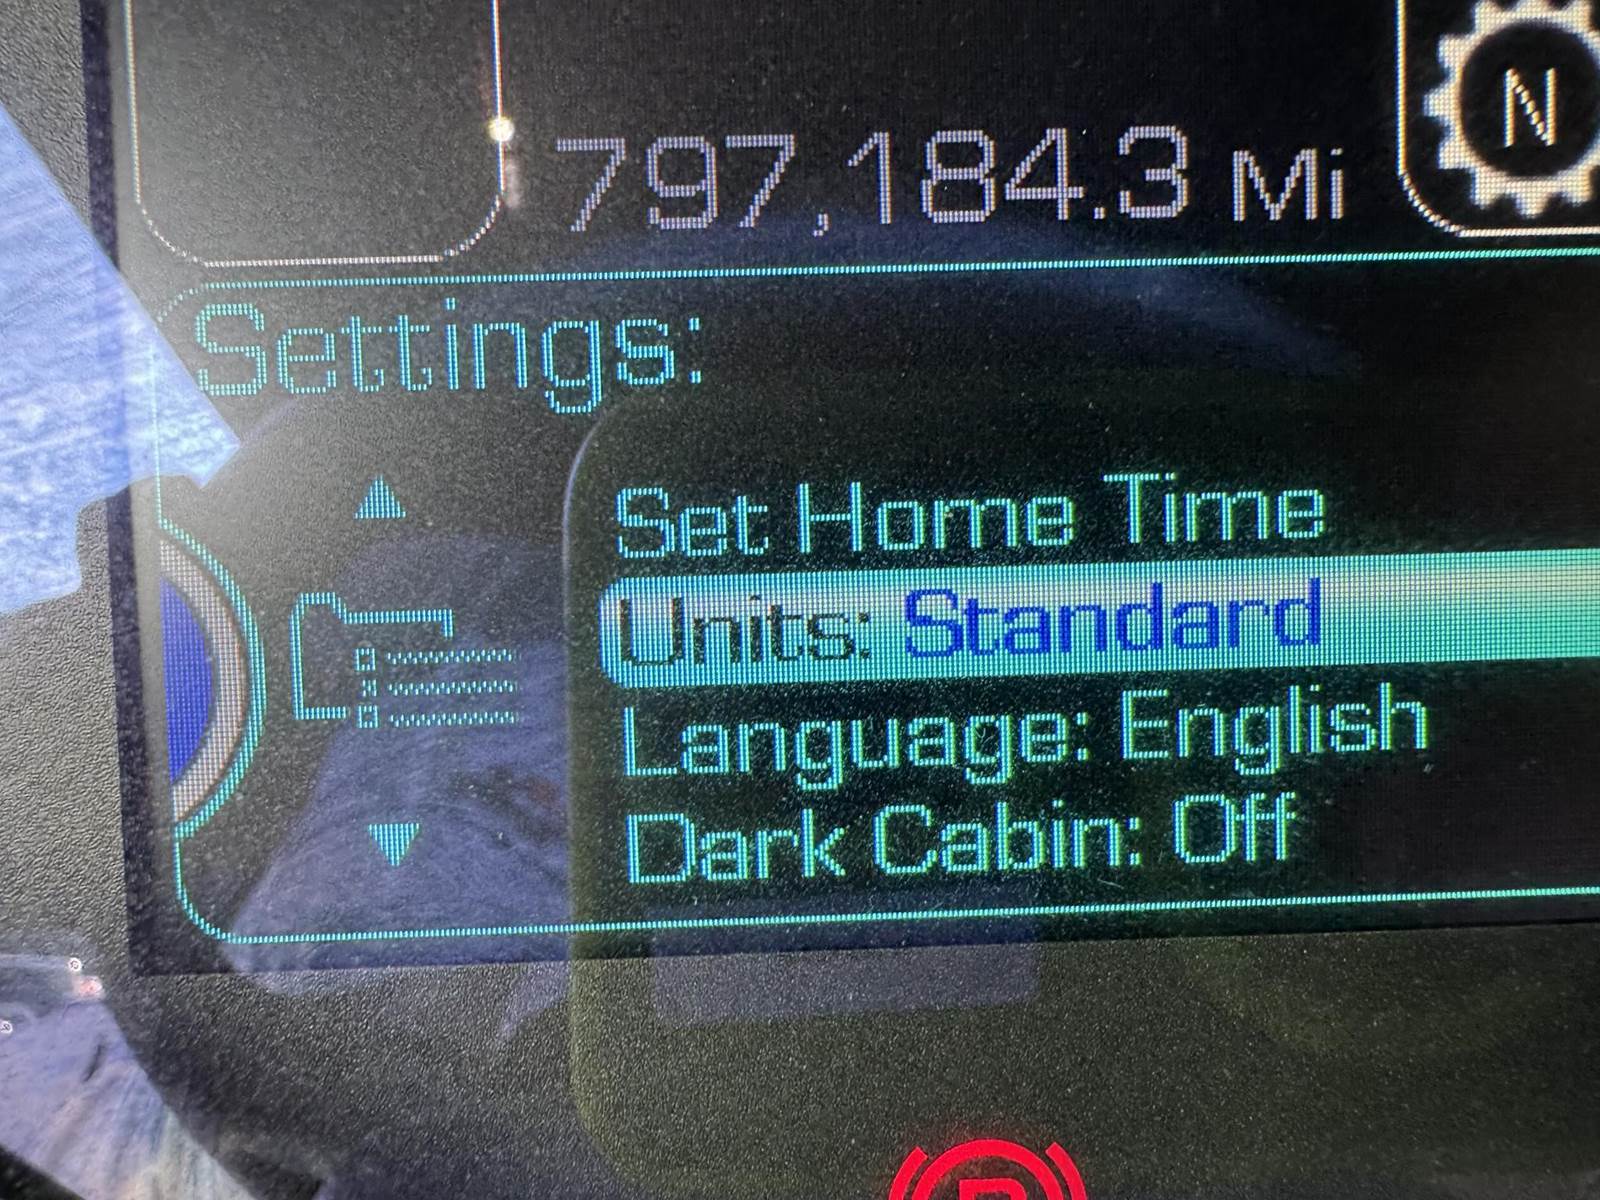 797,184.3 Mi
N
Settings:
Set Home Time
Units: Standard
Language: English
Dark Cabin: Off